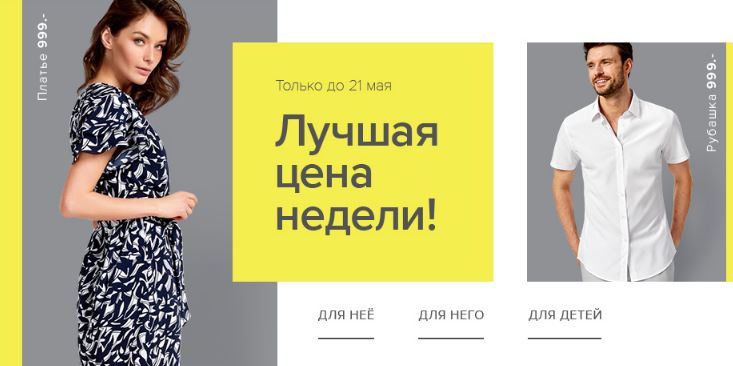 Платье 999.-
Только до 21 мая
Лучшая
цена
недели!
Рубашка 999.-
ДЛЯ НЕЁ
ДЛЯ НЕГО
ДЛЯ ДЕТЕЙ